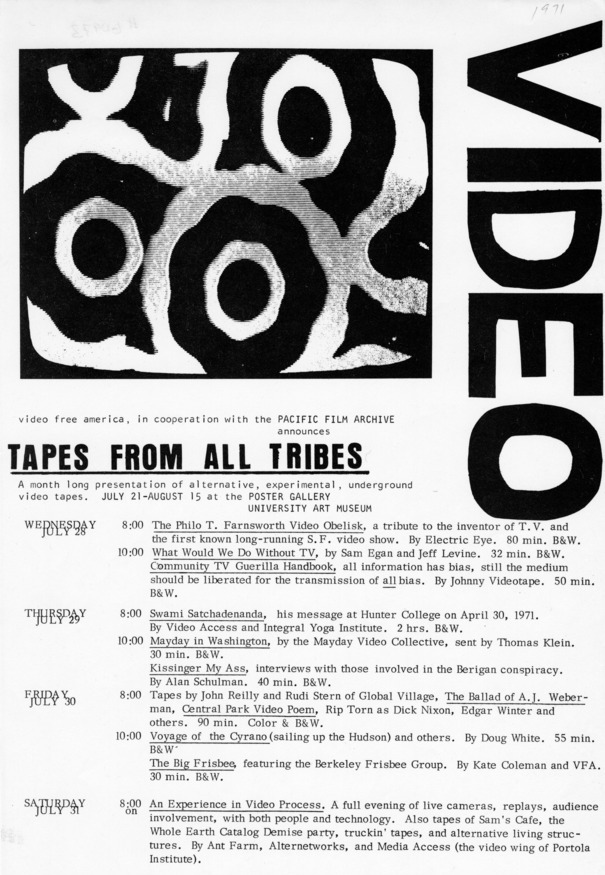 1971
VIDEO
video free america, in cooperation with the PACIFIC FILM ARCHIVE
announces
TAPES FROM ALL TRIBES
A month long presentation of alternative, experimental, underground
video tapes. JULY 21-AUGUST 15 at the POSTER GALLERY
UNIVERSITY ART MUSEUM
WEDNESDAY
JULY 28
8:00 The Philo T. Farnsworth Video Obelisk, a tribute to the inventor of T.V. and
the first known long-running S.F. video show. By Electric Eye. 80 min. B&W.
10:00 What Would We Do Without TV, by Sam Egan and Jeff Levine. 32 min. B&W.
Community TV Guerilla Handbook, all information has bias, still the medium
should be liberated for the transmission of all bias. By Johnny Videotape. 50 min.
B&W.
THURSDAY
JULY 29
8:00 Swami Satchadenanda, his message at Hunter College on April 30, 1971.
By Video Access and Integral Yoga Institute. 2 hrs. B&W.
10:00 Mayday in Washington, by the Mayday Video Collective, sent by Thomas Klein.
30 min. B&W.
Kissinger My Ass, interviews with those involved in the Berigan conspiracy.
By Alan Schulman. 40 min. B&W.
FRIDAY
JULY 30
8:00 Tapes by John Reilly and Rudi Stern of Global Village, The Ballad of A.J. Weber-
man, Central Park Video Poem, Rip Torn as Dick Nixon, Edgar Winter and
others. 90 min. Color & B&W.
10:00 Voyage of the Cyrano (sailing up the Hudson) and others. By Doug White. 55 min.
B&W
The Big Frisbee, featuring the Berkeley Frisbee Group. By Kate Coleman and VFA.
30 min. B&W.
SATURDAY
JULY 31
8:00 An Experience in Video Process. A full evening of live cameras, replays, audience
on
involvement, with both people and technology. Also tapes of Sam's Cafe, the
Whole Earth Catalog Demise party, truckin' tapes, and alternative living struc-
tures. By Ant Farm, Alternetworks, and Media Access (the video wing of Portola
Institute).